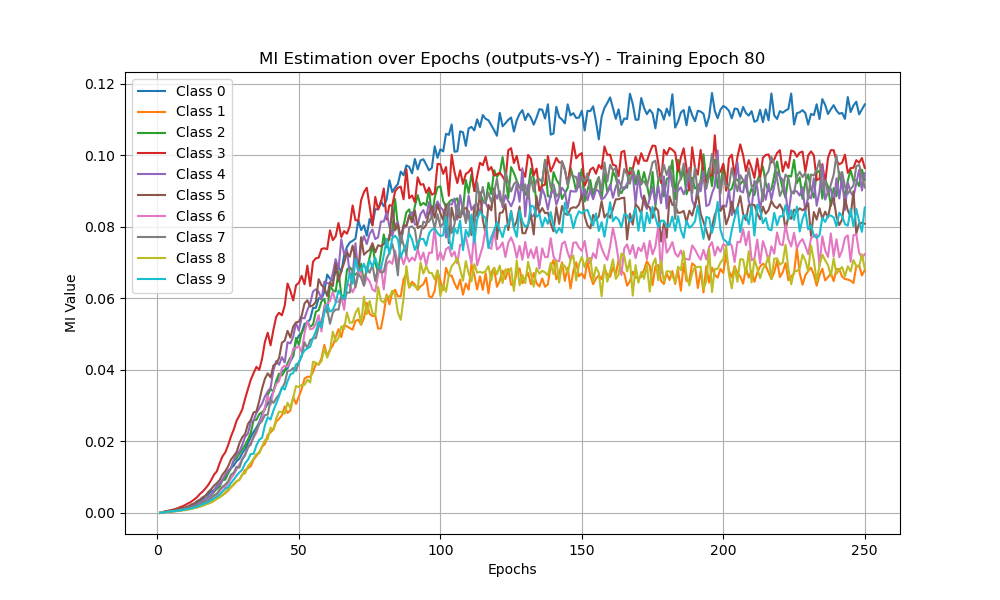 MI Estimation over Epochs (outputs-vs-Y) - Training Epoch 80
MI Value
0.12
0.10
0.08
0.06
0.04
0.02
0.00
Class 0
Class 1
Class 2
Class 3
Class 4
Class 5
Class 6
Class 7
Class 8
Class 9
0
50
100
150
200
250
Epochs